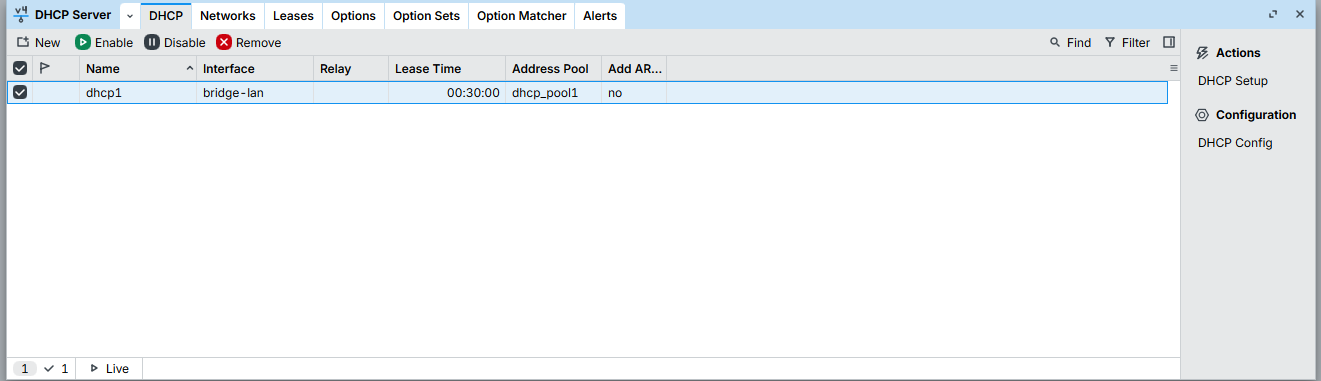 DHCP Server DHCP Networks Leases Options Option Sets Option Matcher Alerts
New Enable Disable Remove Find Filter
Name Interface Relay Lease Time Address Pool Add AR...
dhcp1 bridge-lan 00:30:00 dhcp_pool1 no
Actions
DHCP Setup
Configuration
DHCP Config
1 1 Live